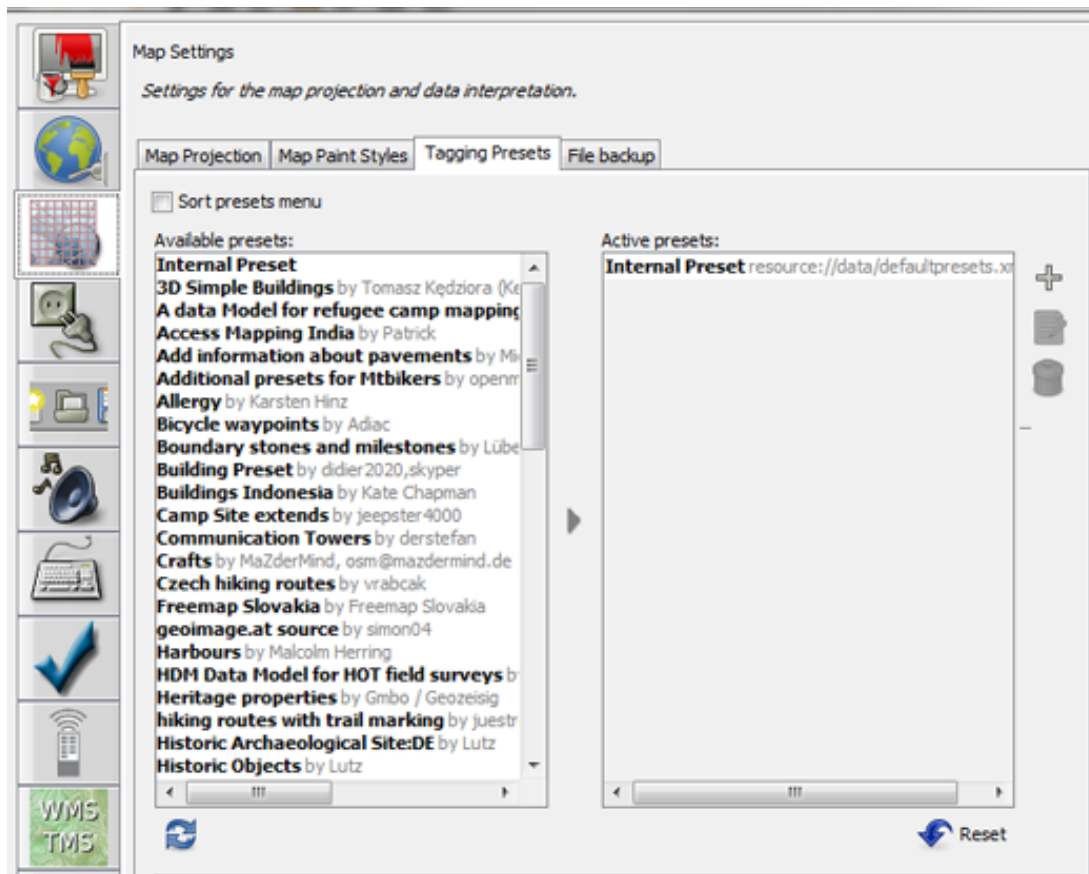 Map Settings
Settings for the map projection and data interpretation.
Map Projection Map Paint Styles Tagging Presets File backup
Sort presets menu
Available presets:
Internal Preset
3D Simple Buildings by Tomasz Kędziora (Ke
A data Model for refugee camp mapping
Access Mapping India by Patrick
Add information about pavements by Mi
Additional presets for Mtbikers by openm
Allergy by Karsten Hinz
Bicycle waypoints by Adiac
Boundary stones and milestones by Lübe
Building Preset by didier2020,skyper
Buildings Indonesia by Kate Chapman
Camp Site extends by jeepster4000
Communication Towers by derstefan
Crafts by MaZderMind, osm@mazdermind.de
Czech hiking routes by vrabcak
Freemap Slovakia by Freemap Slovakia
geoimage.at source by simon04
Harbours by Malcolm Herring
HDM Data Model for HOT field surveys b
Heritage properties by Gmbo / Geozeisig
hiking routes with trail marking by juestr
Historic Archaeological Site:DE by Lutz
Historic Objects by Lutz
Active presets:
Internal Preset resource://data/defaultpresets.xm
Reset
WMS
TMS